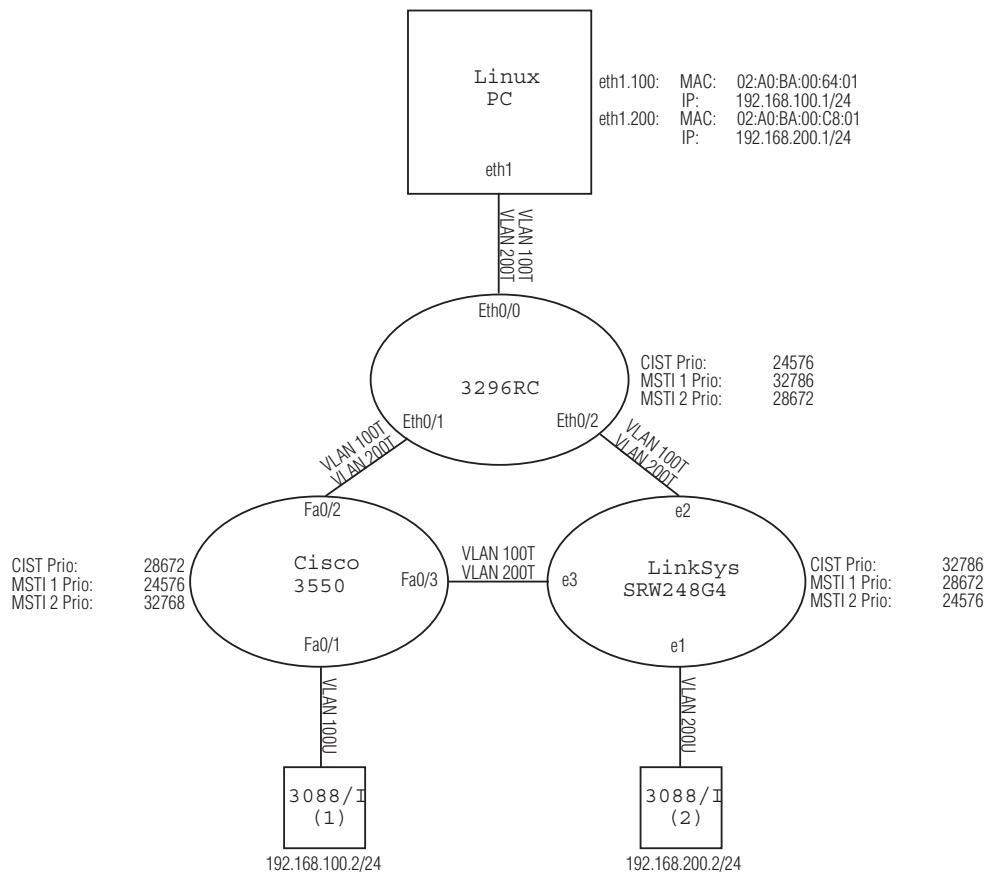 Linux
PC
eth1
eth1.100: MAC: 02:A0:BA:00:64:01
IP: 192.168.100.1/24
eth1.200: MAC: 02:A0:BA:00:C8:01
IP: 192.168.200.1/24
VLAN 100T
VLAN 200T
Eth0/0
3296RC
Eth0/1
Eth0/2
CIST Prio: 24576
MSTI 1 Prio: 32786
MSTI 2 Prio: 28672
VLAN 100T
VLAN 200T
VLAN 100T
VLAN 200T
Fa0/2
Cisco
3550
Fa0/3
Fa0/1
CIST Prio: 28672
MSTI 1 Prio: 24576
MSTI 2 Prio: 32768
VLAN 100T
VLAN 200T
e2
LinkSys
SRW248G4
e3
e1
CIST Prio: 32786
MSTI 1 Prio: 28672
MSTI 2 Prio: 24576
VLAN 100U
VLAN 200U
3088/I
(1)
192.168.100.2/24
3088/I
(2)
192.168.200.2/24